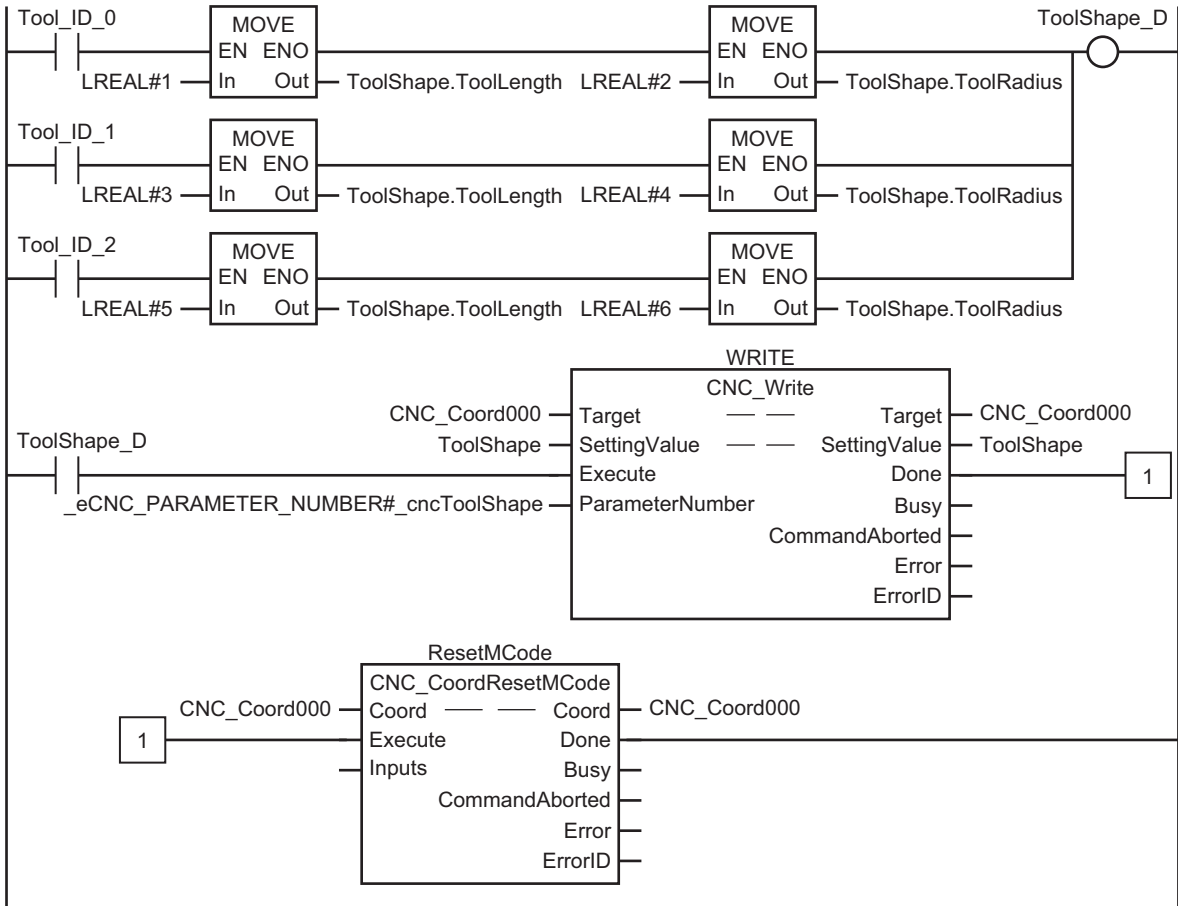 Tool_ID_0 ToolShape_D
MOVE MOVE
EN ENO EN ENO
LREAL#1 In Out ToolShape.ToolLength LREAL#2 In Out ToolShape.ToolRadius
Tool_ID_1
MOVE MOVE
EN ENO EN ENO
LREAL#3 In Out ToolShape.ToolLength LREAL#4 In Out ToolShape.ToolRadius
Tool_ID_2
MOVE MOVE
EN ENO EN ENO
LREAL#5 In Out ToolShape.ToolLength LREAL#6 In Out ToolShape.ToolRadius
WRITE
CNC_Write
CNC_Coord000 Target Target CNC_Coord000
ToolShape_D ToolShape SettingValue SettingValue ToolShape
Execute Done 1
_eCNC_PARAMETER_NUMBER#_cncToolShape ParameterNumber Busy
CommandAborted
Error
ErrorID
ResetMCode
CNC_CoordResetMCode
CNC_Coord000 Coord Coord CNC_Coord000
1 Execute Done
Inputs Busy
CommandAborted
Error
ErrorID